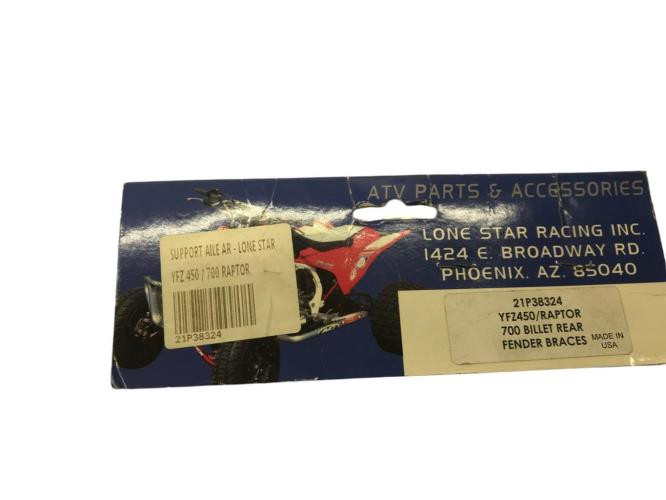 ATV PARTS & ACCESSORIES
LONE STAR RACING INC.
1424 E. BROADWAY RD.
PHOENIX, AZ. 85040
SUPPORT AILE AR - LONE STAR
YFZ 450 / 700 RAPTOR
21P38324
21P38324
YFZ450/RAPTOR
700 BILLET REAR
FENDER BRACES
MADE IN
USA